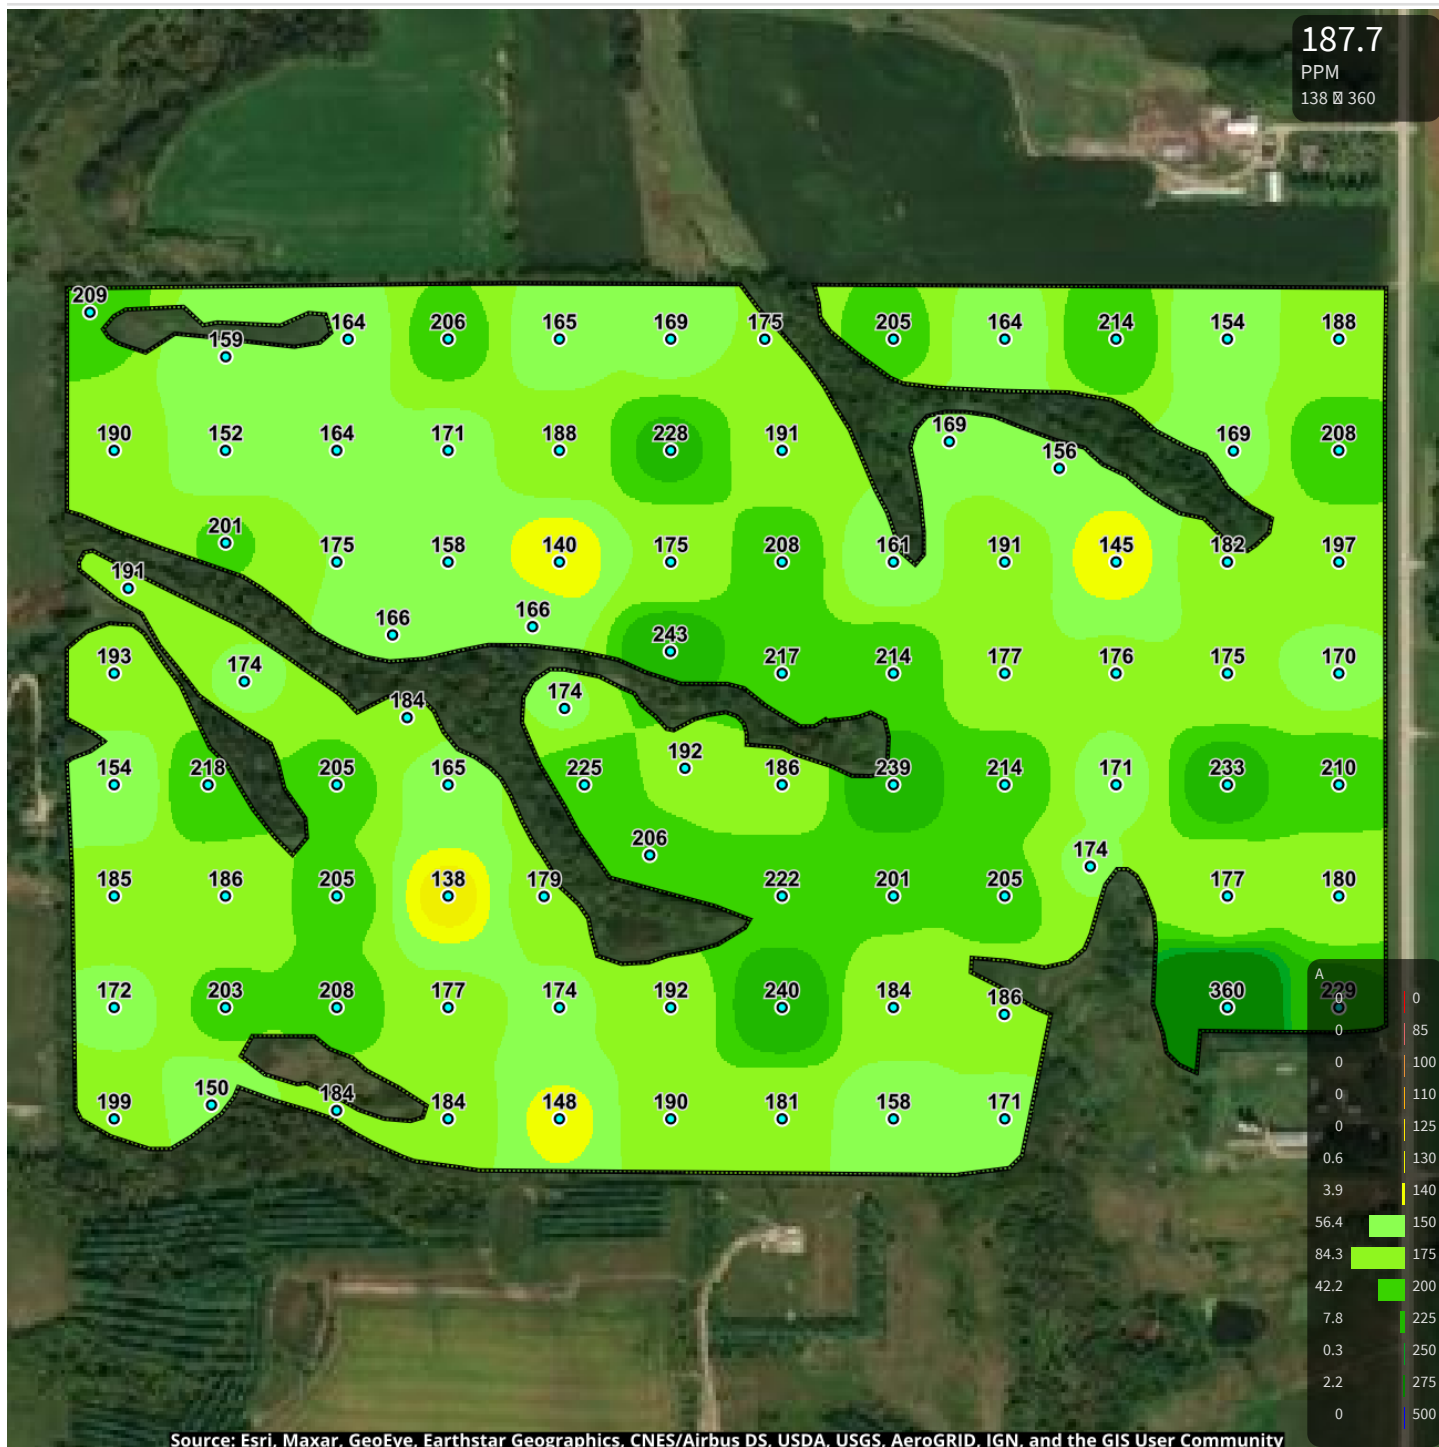 187.7
PPM
138 360
209
164 206 165 169 175 205 164 214 154 188
159
190 152 164 171 188 228 191 169 156 169 208
201 175 158 140 175 208 161 191 145 182 197
191
166 166 243
193 174 217 214 177 176 175 170
184 174
154 218 205 165 225 192 186 239 214 171 233 210
206 174
185 186 205 138 179 222 201 205 177 180
172 203 208 177 174 192 240 184 186 360 229
199 150 184 184 148 190 181 158 171
A
0 0
0 85
0 100
0 110
0 125
0.6 130
3.9 140
56.4 150
84.3 175
42.2 200
7.8 225
0.3 250
2.2 275
0 500
Source: Esri, Maxar, GeoEye, Earthstar Geographics, CNES/Airbus DS, USDA, USGS, AeroGRID, IGN, and the GIS User Community